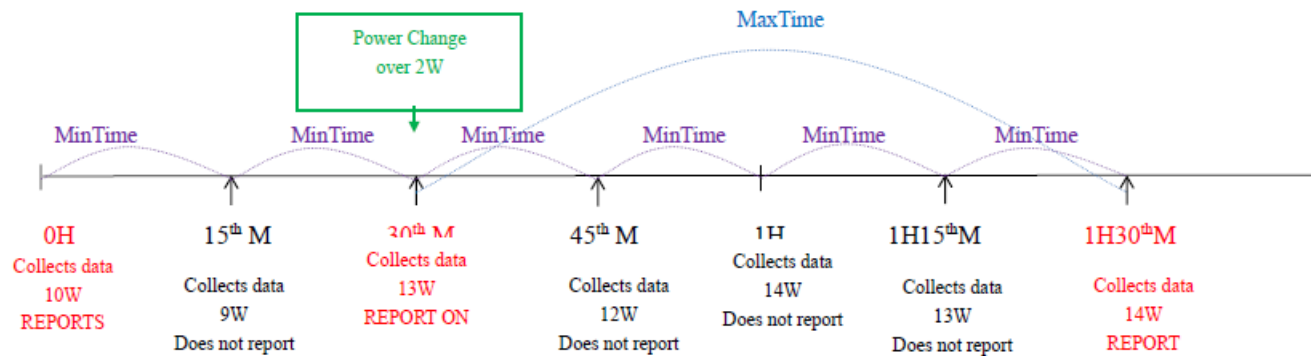 MaxTime
Power Change
over 2W
MinTime
MinTime
MinTime
MinTime
MinTime
MinTime
0H
Collects data
10W
REPORTS
15th M
Collects data
9W
Does not report
30th M
Collects data
13W
REPORT ON
45th M
Collects data
12W
Does not report
1H
Collects data
14W
Does not report
1H15thM
Collects data
13W
Does not report
1H30thM
Collects data
14W
REPORT